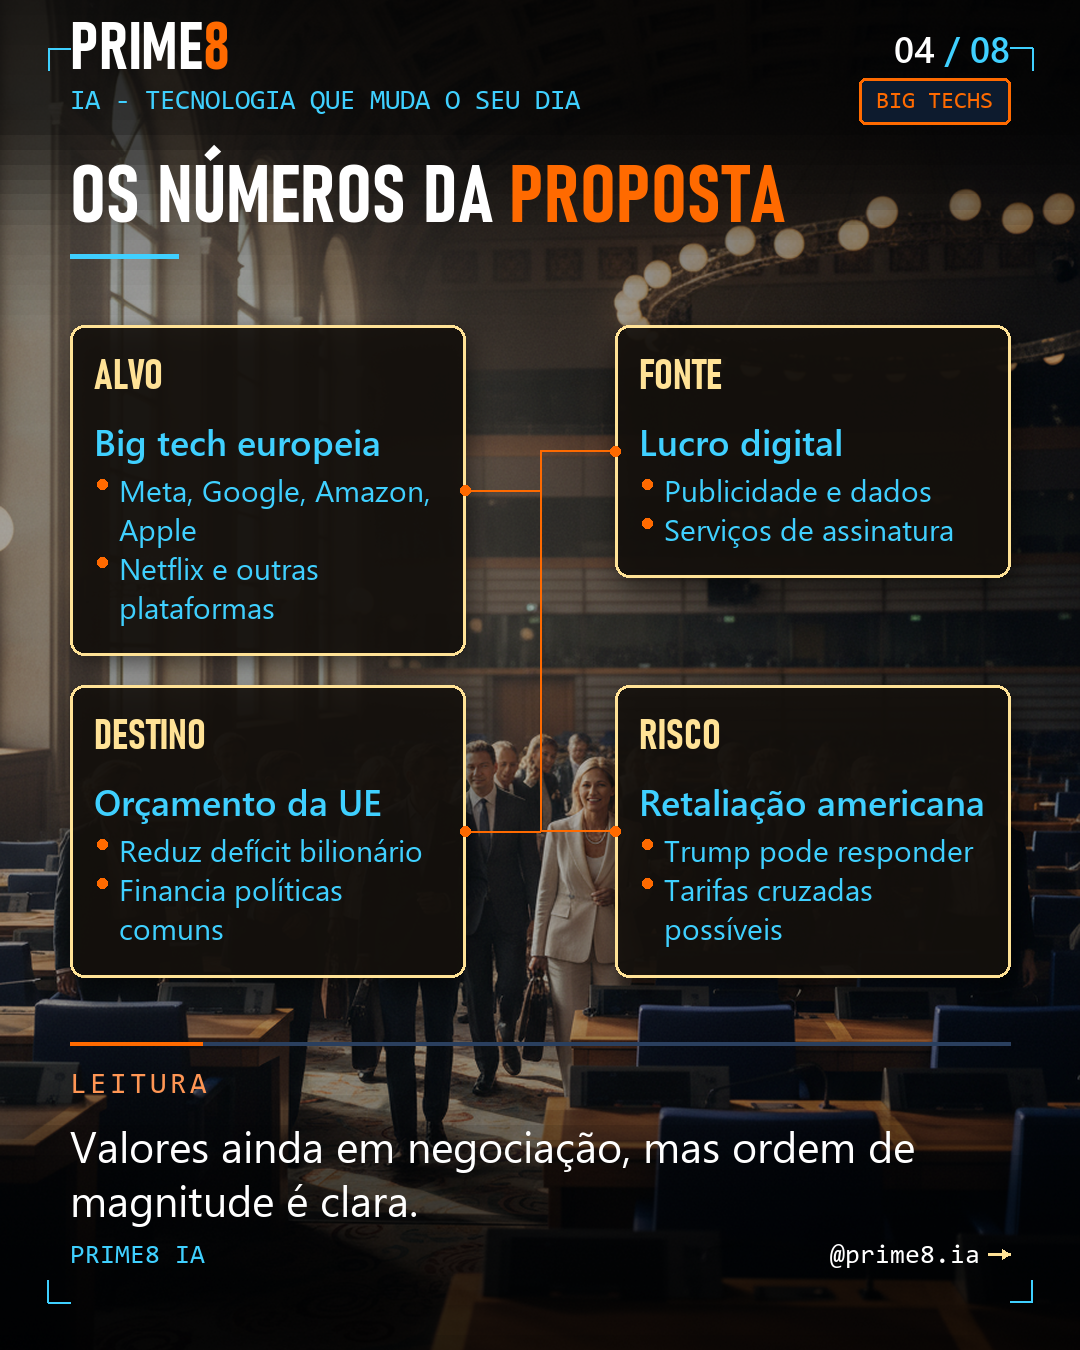 PRIME8
04 / 08
IA - TECNOLOGIA QUE MUDA O SEU DIA
BIG TECHS
OS NÚMEROS DA PROPOSTA
ALVO
Big tech europeia
Meta, Google, Amazon,
Apple
Netflix e outras
plataformas
FONTE
Lucro digital
Publicidade e dados
Serviços de assinatura
DESTINO
Orçamento da UE
Reduz defícit bilionário
Financia políticas
comuns
RISCO
Retaliação americana
Trump pode responder
Tarifas cruzadas
possíveis
LEITURA
Valores ainda em negociação, mas ordem de
magnitude é clara.
PRIME8 IA
@prime8.ia